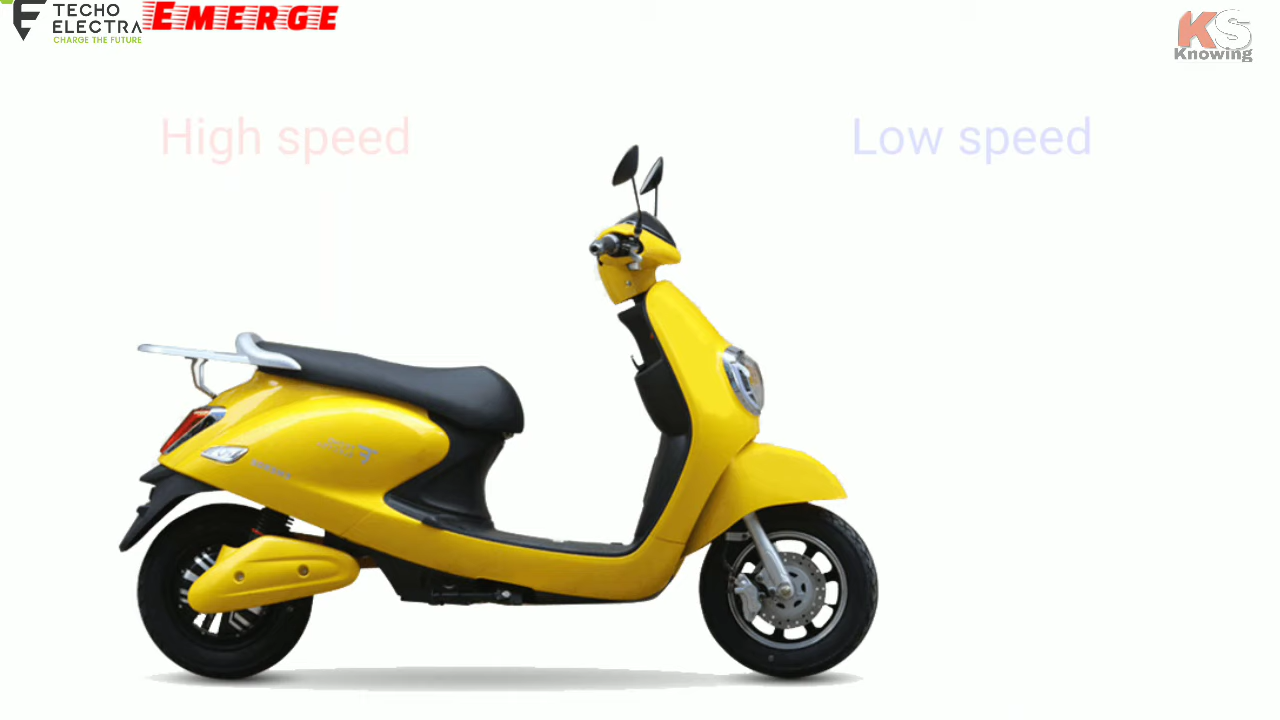 TECHO
ELECTRA
CHARGE THE FUTURE
EMERGE
KS
Knowing
High speed
Low speed